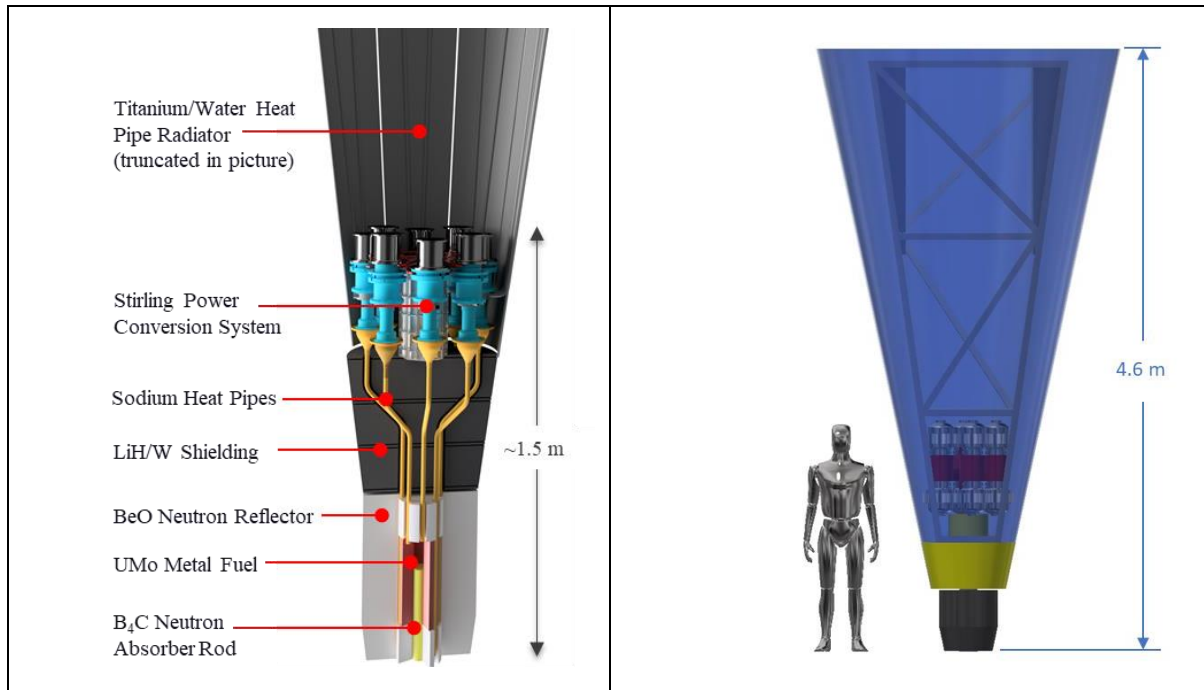 Titanium/Water Heat
Pipe Radiator
(truncated in picture)
Stirling Power
Conversion System
Sodium Heat Pipes
LiH/W Shielding
BeO Neutron Reflector
UMo Metal Fuel
B₄C Neutron
Absorber Rod
~1.5 m
4.6 m